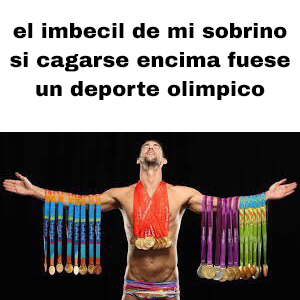 el imbecil de mi sobrino
si cagarse encima fuese
un deporte olimpico